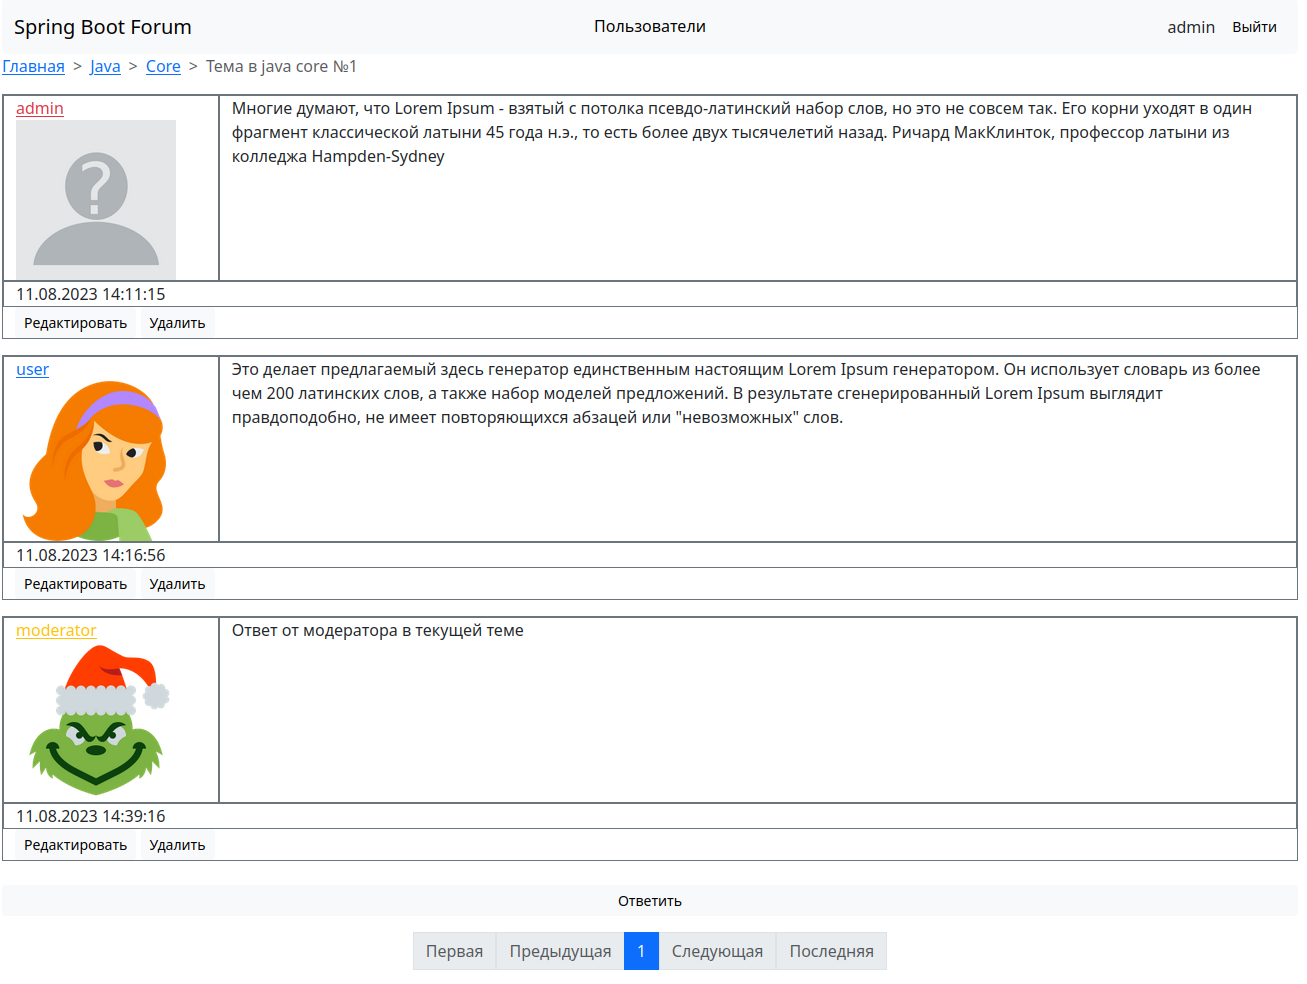 Spring Boot Forum
Пользователи
admin
Выйти
Главная > Java > Core > Тема в java core №1
admin
Многие думают, что Lorem Ipsum - взятый с потолка псевдо-латинский набор слов, но это не совсем так. Его корни уходят в один
фрагмент классической латыни 45 года н.э., то есть более двух тысячелетий назад. Ричард МакКлинток, профессор латыни из
колледжа Hampden-Sydney
?
11.08.2023 14:11:15
Редактировать
Удалить
user
Это делает предлагаемый здесь генератор единственным настоящим Lorem Ipsum генератором. Он использует словарь из более
чем 200 латинских слов, а также набор моделей предложений. В результате сгенерированный Lorem Ipsum выглядит
правдоподобно, не имеет повторяющихся абзацей или "невозможных" слов.
11.08.2023 14:16:56
Редактировать
Удалить
moderator
Ответ от модератора в текущей теме
11.08.2023 14:39:16
Редактировать
Удалить
Ответить
Первая
Предыдущая
1
Следующая
Последняя